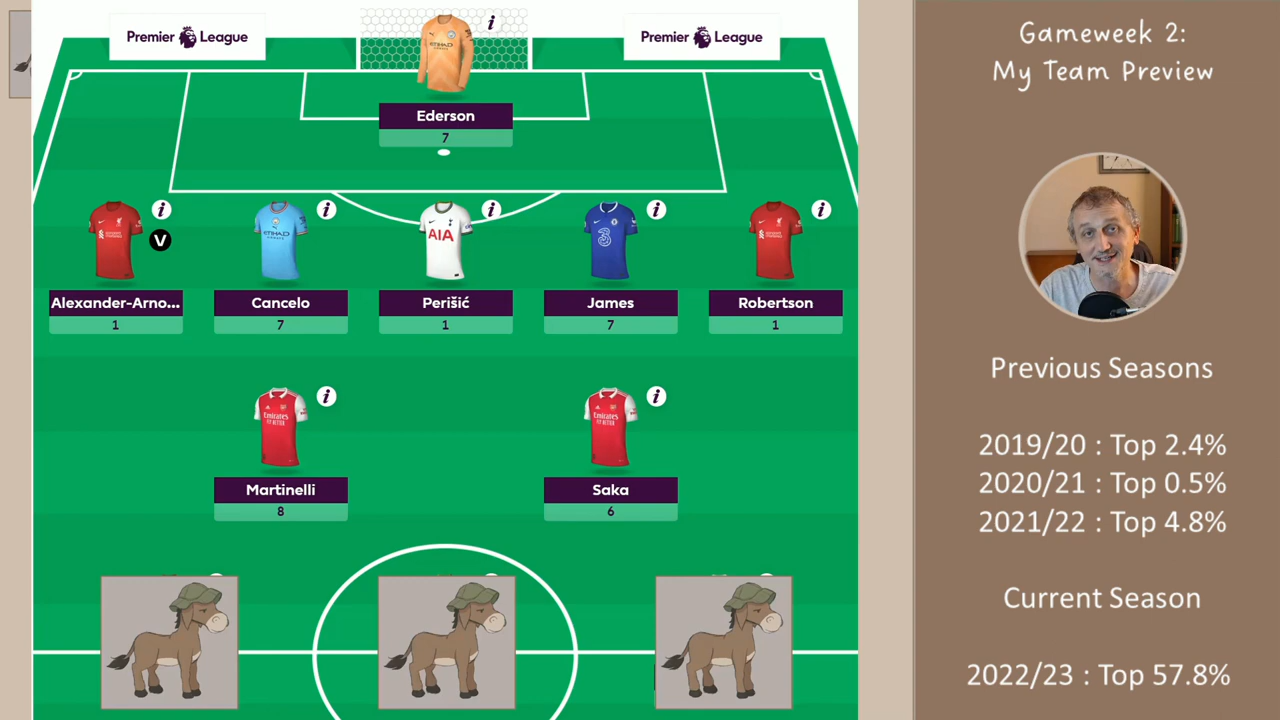 Premier League
Premier League
Ederson
7
Alexander-Arno...
1
Cancelo
7
Perišić
1
James
7
Robertson
1
Martinelli
8
Saka
6
AIA
3
V
Gameweek 2:
My Team Preview
Previous Seasons
2019/20 : Top 2.4%
2020/21 : Top 0.5%
2021/22 : Top 4.8%
Current Season
2022/23 : Top 57.8%